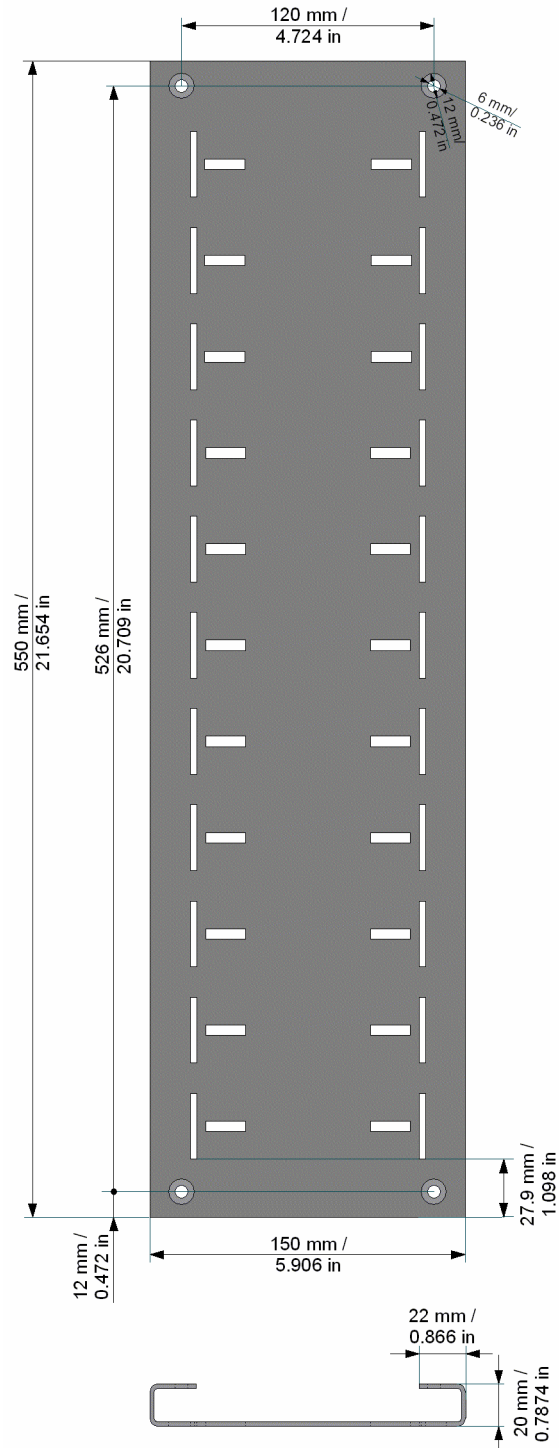 120 mm /
4.724 in
6 mm/
0.236 in
12 mm/
0.472 in
550 mm /
21.654 in
526 mm /
20.709 in
27.9 mm /
1.098 in
12 mm /
0.472 in
150 mm /
5.906 in
22 mm /
0.866 in
20 mm /
0.7874 in